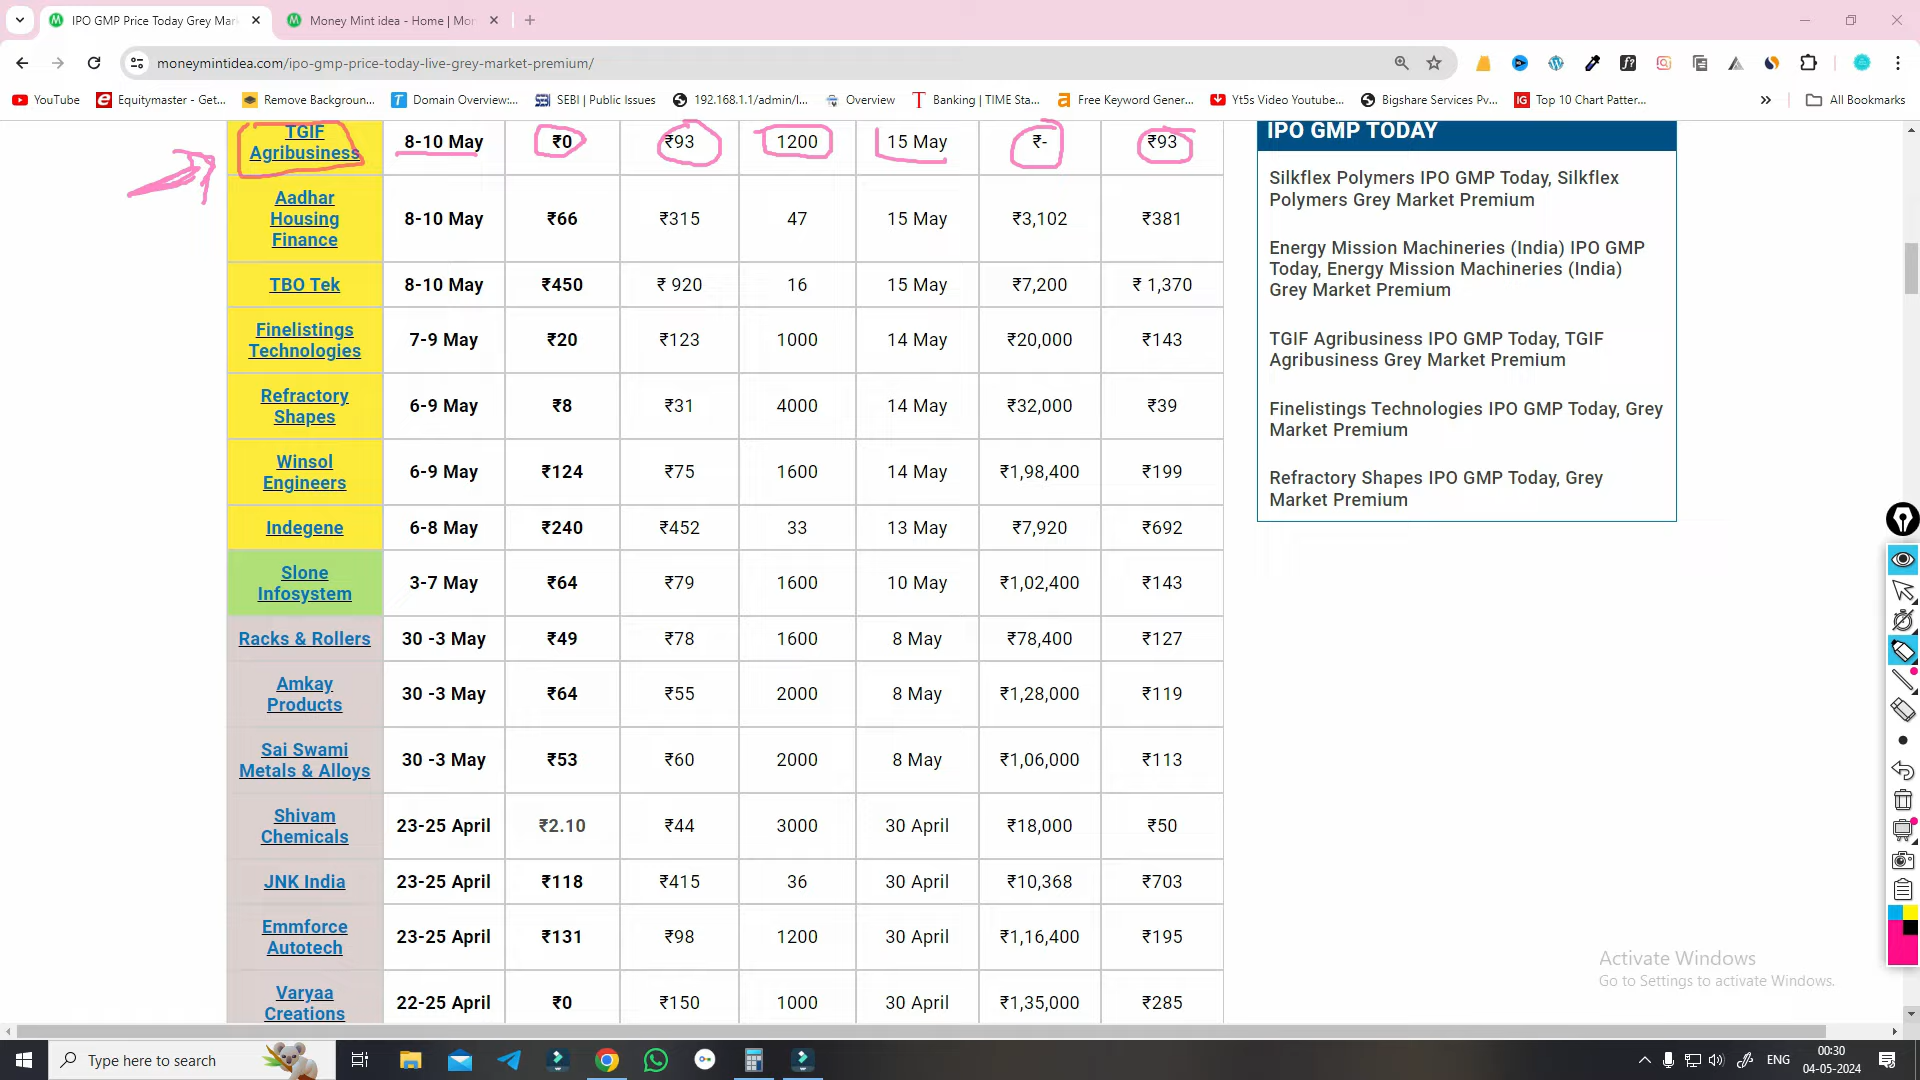 IPO GMP Price Today Grey Mar
Money Mint idea - Home | Mon
moneymintidea.com/ipo-gmp-price-today-live-grey-market-premium/
YouTube
Equitymaster - Get...
Remove Backgroun...
Domain Overview:...
SEBI | Public Issues
192.168.1.1/admin/l...
Overview
Banking | TIME Sta...
Free Keyword Gener...
Yt5s Video Youtube...
Bigshare Services Pv...
Top 10 Chart Patter...
»
All Bookmarks
TGIF
Agribusiness 8-10 May ₹0 ₹93 1200 15 May ₹- ₹93
Aadhar
Housing
Finance 8-10 May ₹66 ₹315 47 15 May ₹3,102 ₹381
TBO Tek 8-10 May ₹450 ₹ 920 16 15 May ₹7,200 ₹ 1,370
Finelistings
Technologies 7-9 May ₹20 ₹123 1000 14 May ₹20,000 ₹143
Refractory
Shapes 6-9 May ₹8 ₹31 4000 14 May ₹32,000 ₹39
Winsol
Engineers 6-9 May ₹124 ₹75 1600 14 May ₹1,98,400 ₹199
Indegene 6-8 May ₹240 ₹452 33 13 May ₹7,920 ₹692
Slone
Infosystem 3-7 May ₹64 ₹79 1600 10 May ₹1,02,400 ₹143
Racks & Rollers 30 -3 May ₹49 ₹78 1600 8 May ₹78,400 ₹127
Amkay
Products 30 -3 May ₹64 ₹55 2000 8 May ₹1,28,000 ₹119
Sai Swami
Metals & Alloys 30 -3 May ₹53 ₹60 2000 8 May ₹1,06,000 ₹113
Shivam
Chemicals 23-25 April ₹2.10 ₹44 3000 30 April ₹18,000 ₹50
JNK India 23-25 April ₹118 ₹415 36 30 April ₹10,368 ₹703
Emmforce
Autotech 23-25 April ₹131 ₹98 1200 30 April ₹1,16,400 ₹195
Varyaa
Creations 22-25 April ₹0 ₹150 1000 30 April ₹1,35,000 ₹285
IPO GMP TODAY
Silkflex Polymers IPO GMP Today, Silkflex
Polymers Grey Market Premium
Energy Mission Machineries (India) IPO GMP
Today, Energy Mission Machineries (India)
Grey Market Premium
TGIF Agribusiness IPO GMP Today, TGIF
Agribusiness Grey Market Premium
Finelistings Technologies IPO GMP Today, Grey
Market Premium
Refractory Shapes IPO GMP Today, Grey
Market Premium
Activate Windows
Go to Settings to activate Windows.
Type here to search
ENG
00:30
04-05-2024